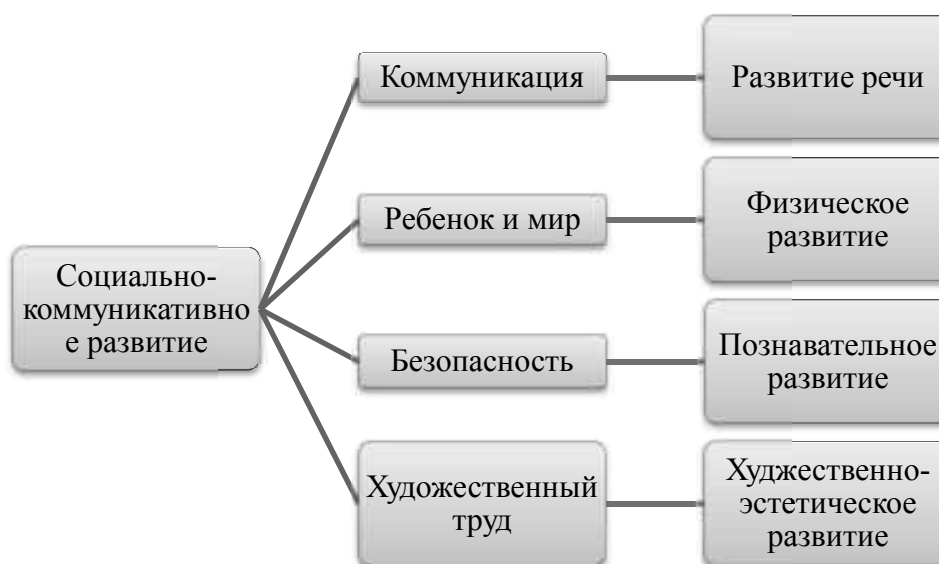 Коммуникация
Развитие речи
Ребенок и мир
Физическое
развитие
Социально-
коммуникативно
е развитие
Безопасность
Познавательное
развитие
Художественный
труд
Худжественно-
эстетическое
развитие